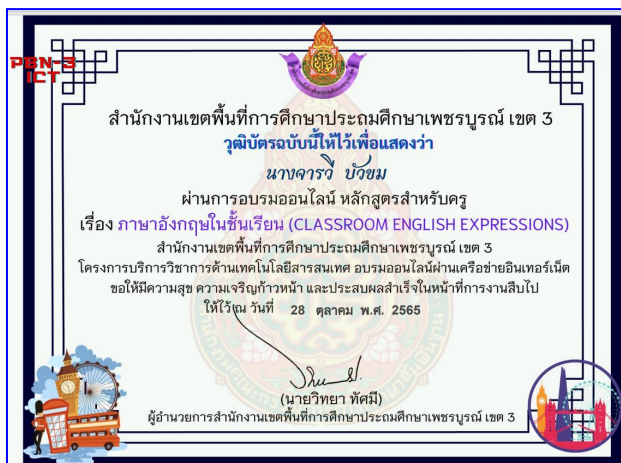 PBN-3
ICT
สำนักงานเขตพื้นที่การศึกษาประถมศึกษาเพชรบูรณ์ เขต 3
วุฒิบัตรฉบับนี้ให้ไว้เพื่อแสดงว่า
นางจารวี บัวขม
ผ่านการอบรมออนไลน์ หลักสูตรสำหรับครู
เรื่อง ภาษาอังกฤษในชั้นเรียน (CLASSROOM ENGLISH EXPRESSIONS)
สำนักงานเขตพื้นที่การศึกษาประถมศึกษาเพชรบูรณ์ เขต 3
โครงการบริการวิชาการด้านเทคโนโลยีสารสนเทศ อบรมออนไลน์ผ่านเครือข่ายอินเทอร์เน็ต
ขอให้มีความสุข ความเจริญก้าวหน้า และประสบผลสำเร็จในหน้าที่การงานสืบไป
ให้ไว้ ณ วันที่ 28 ตุลาคม พ.ศ. 2565
(นายวิทยา ทัศมี)
ผู้อำนวยการสำนักงานเขตพื้นที่การศึกษาประถมศึกษาเพชรบูรณ์ เขต 3